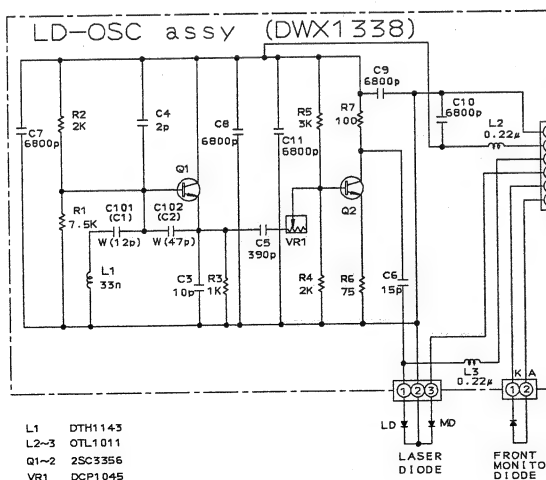 LD-OSC assy (DWX1338)
C9
6800p
C7
6800p
R2
2K
C4
2p
C8
6800p
C11
6800p
R5
3K
R7
100
C10
6800p
L2
0.22μ
Q1
Q2
R1
7.5K
C101
(C1)
W(12p)
C102
(C2)
W(47p)
C5
390p
VR1
L1
33n
C3
10p
R3
1K
R4
2K
R6
75
C6
15p
L3
0.22μ
K A
1 2 3
1 2
LD
MD
LASER
DIODE
FRONT
MONITO
DIODE
L1 DTH1143
L2~3 OTL1011
Q1~2 2SC3356
VR1 DCP1045